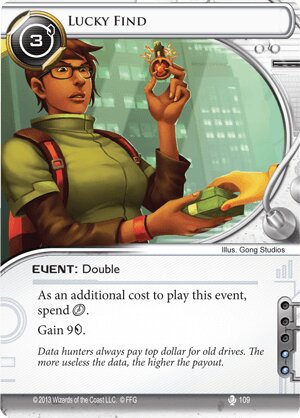 3
LUCKY FIND
Illus. Gong Studios
EVENT: Double
As an additional cost to play this event,
spend .
Gain 9.
Data hunters always pay top dollar for old drives. The
more useless the data, the higher the payout.
© 2013 Wizards of the Coast LLC. © FFG
109